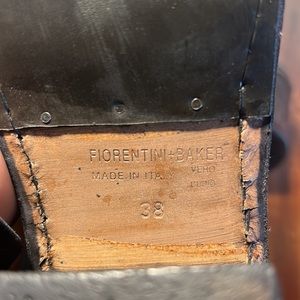 FIORENTINI+BAKER
MADE IN ITALY
VERO
CUOIO
38